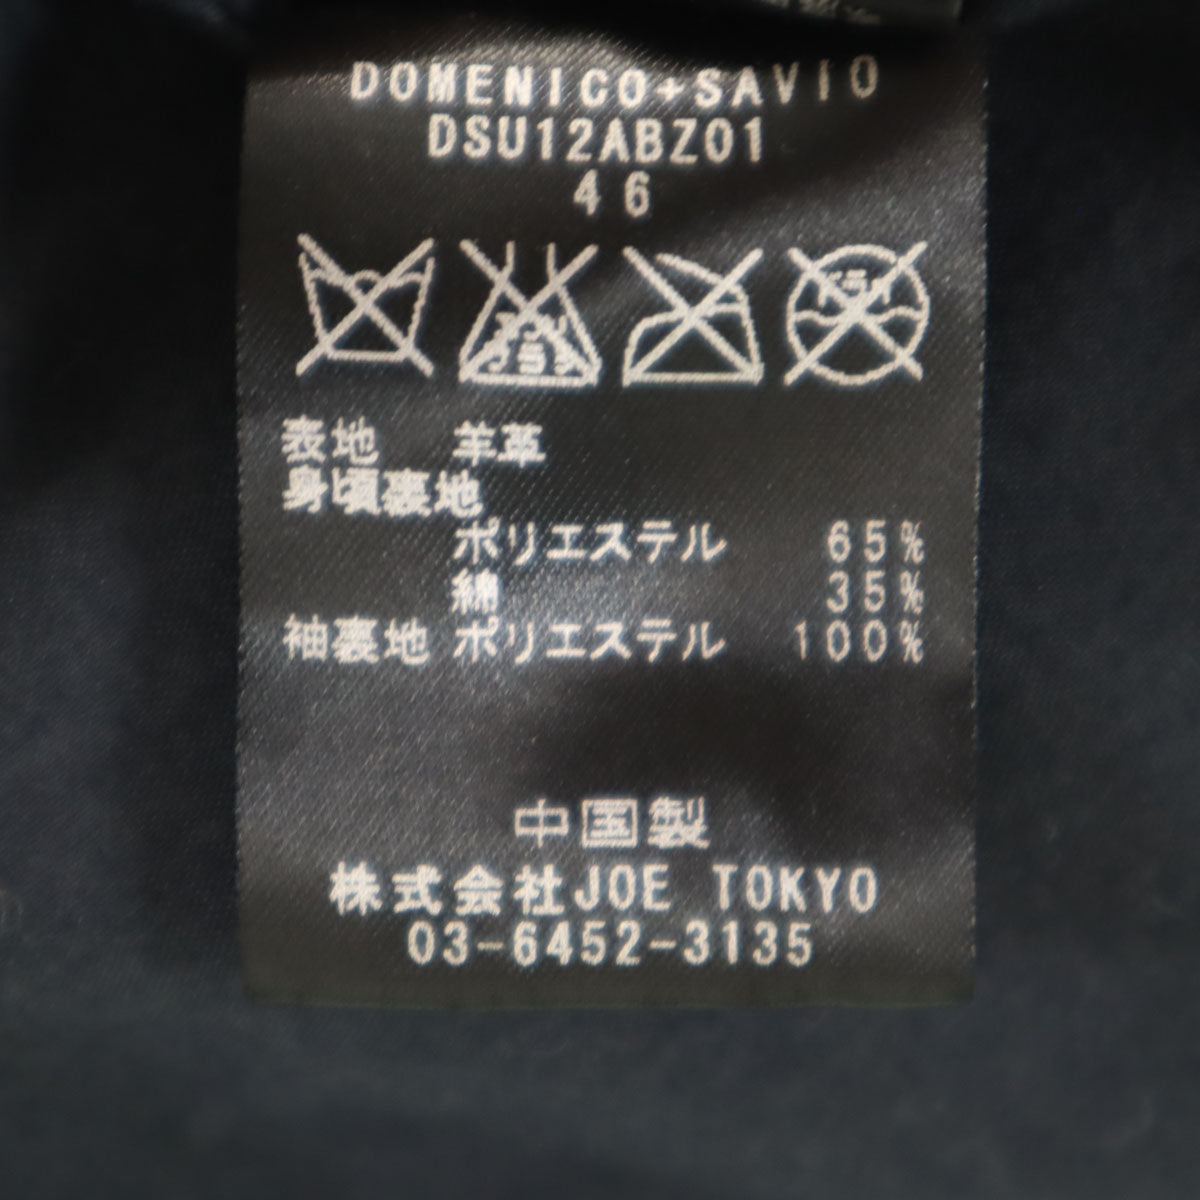 DOMENICO+SAVIO
DSU12ABZ01
46
表地 羊革
身頃裏地
ポリエステル 65%
綿 35%
袖裏地 ポリエステル 100%
中国製
株式会社JOE TOKYO
03-6452-3135